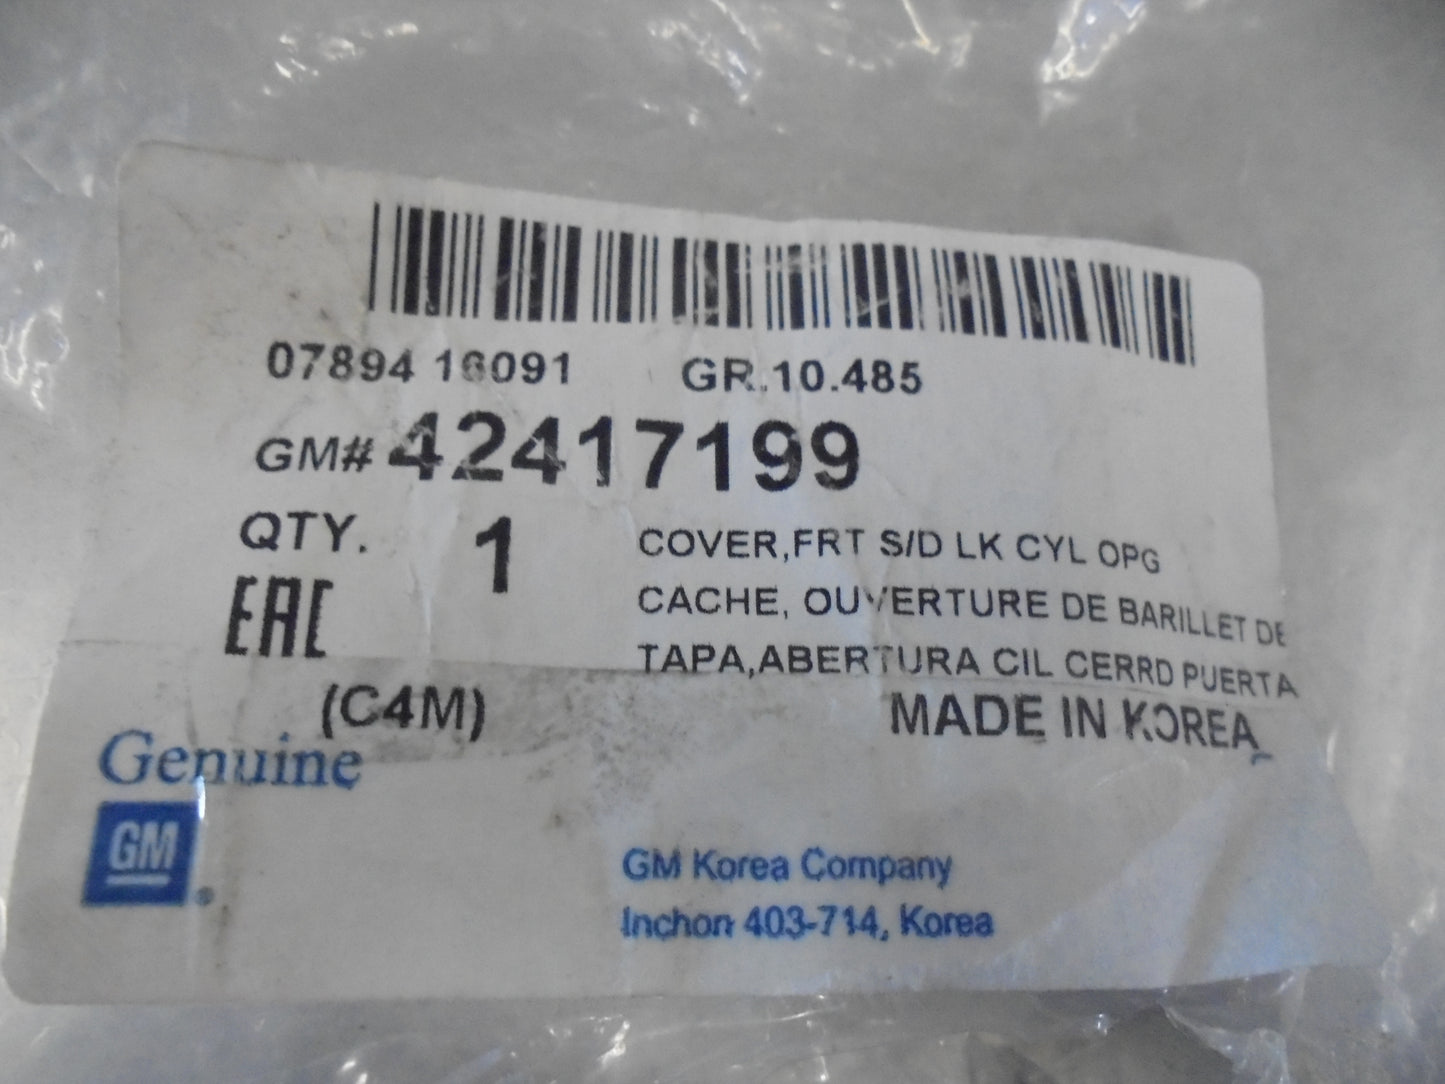 07894 16091 GR.10.485
GM# 42417199
QTY. 1 COVER,FRT S/D LK CYL OPG
CACHE, OUVERTURE DE BARILLET DE
TAPA,ABERTURA CIL CERRD PUERTA
EAC
(C4M) MADE IN KOREA
Genuine
GM
®
GM Korea Company
Inchon 403-714, Korea